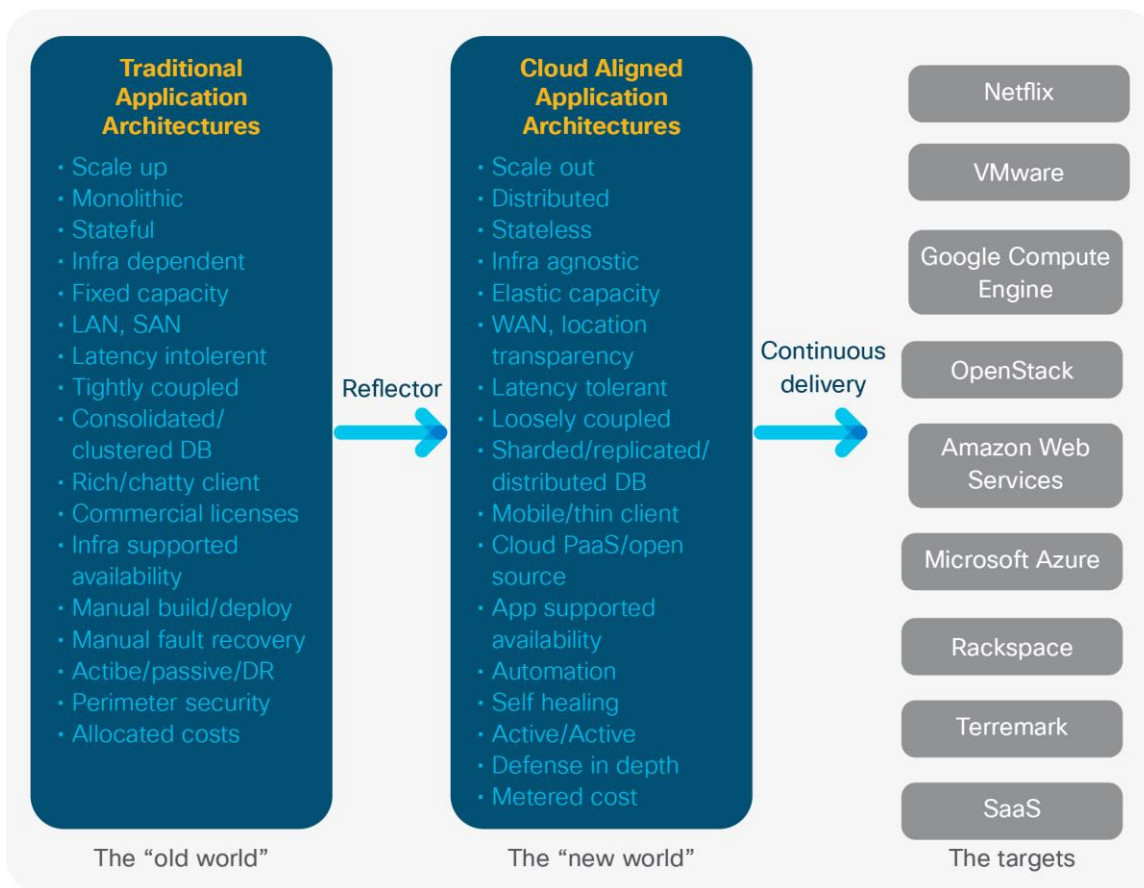 Traditional
Application
Architectures
· Scale up
· Monolithic
· Stateful
· Infra dependent
· Fixed capacity
· LAN, SAN
· Latency intolerent
· Tightly coupled
· Consolidated/
clustered DB
· Rich/chatty client
· Commercial licenses
· Infra supported
availability
· Manual build/deploy
· Manual fault recovery
· Actibe/passive/DR
· Perimeter security
· Allocated costs
The “old world”
Reflector
Cloud Aligned
Application
Architectures
· Scale out
· Distributed
· Stateless
· Infra agnostic
· Elastic capacity
· WAN, location
transparency
· Latency tolerant
· Loosely coupled
· Sharded/replicated/
distributed DB
· Mobile/thin client
· Cloud PaaS/open
source
· App supported
availability
· Automation
· Self healing
· Active/Active
· Defense in depth
· Metered cost
The “new world”
Continuous
delivery
Netflix
VMware
Google Compute
Engine
OpenStack
Amazon Web
Services
Microsoft Azure
Rackspace
Terremark
SaaS
The targets